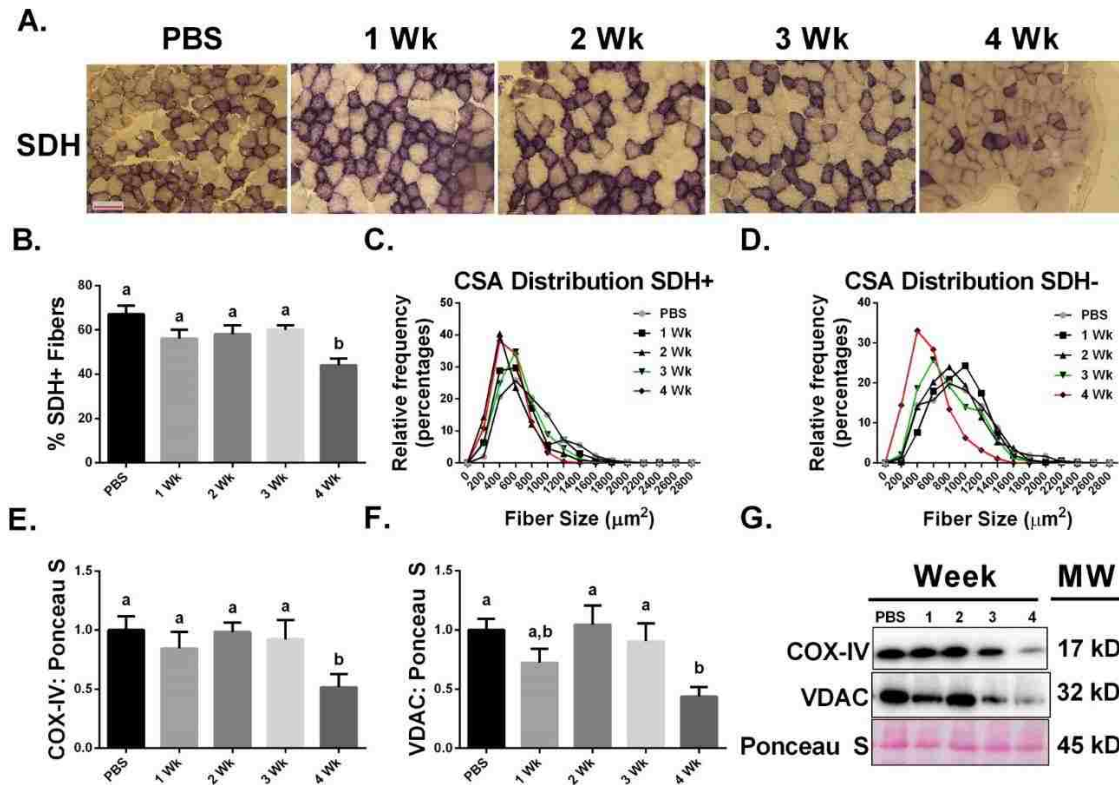 A.
PBS 1 Wk 2 Wk 3 Wk 4 Wk
SDH
B.
% SDH+ Fibers
80
60
40
20
0
a a a a b
PBS 1 Wk 2 Wk 3 Wk 4 Wk
C.
CSA Distribution SDH+
Relative frequency
(percentages)
50
40
30
20
10
0
PBS
1 Wk
2 Wk
3 Wk
4 Wk
0 200 400 600 800 1000 1200 1400 1600 1800 2000 2200 2400 2600 2800
Fiber Size (μm²)
D.
CSA Distribution SDH-
Relative frequency
(percentages)
40
30
20
10
0
PBS
1 Wk
2 Wk
3 Wk
4 Wk
0 200 400 600 800 1000 1200 1400 1600 1800 2000 2200 2400 2600 2800
Fiber Size (μm²)
E.
COX-IV: Ponceau S
1.5
1.0
0.5
0.0
a a a a b
PBS 1 Wk 2 Wk 3 Wk 4 Wk
F.
VDAC: Ponceau S
1.5
1.0
0.5
0.0
a a,b a a b
PBS 1 Wk 2 Wk 3 Wk 4 Wk
G.
Week MW
PBS 1 2 3 4
COX-IV 17 kD
VDAC 32 kD
Ponceau S 45 kD